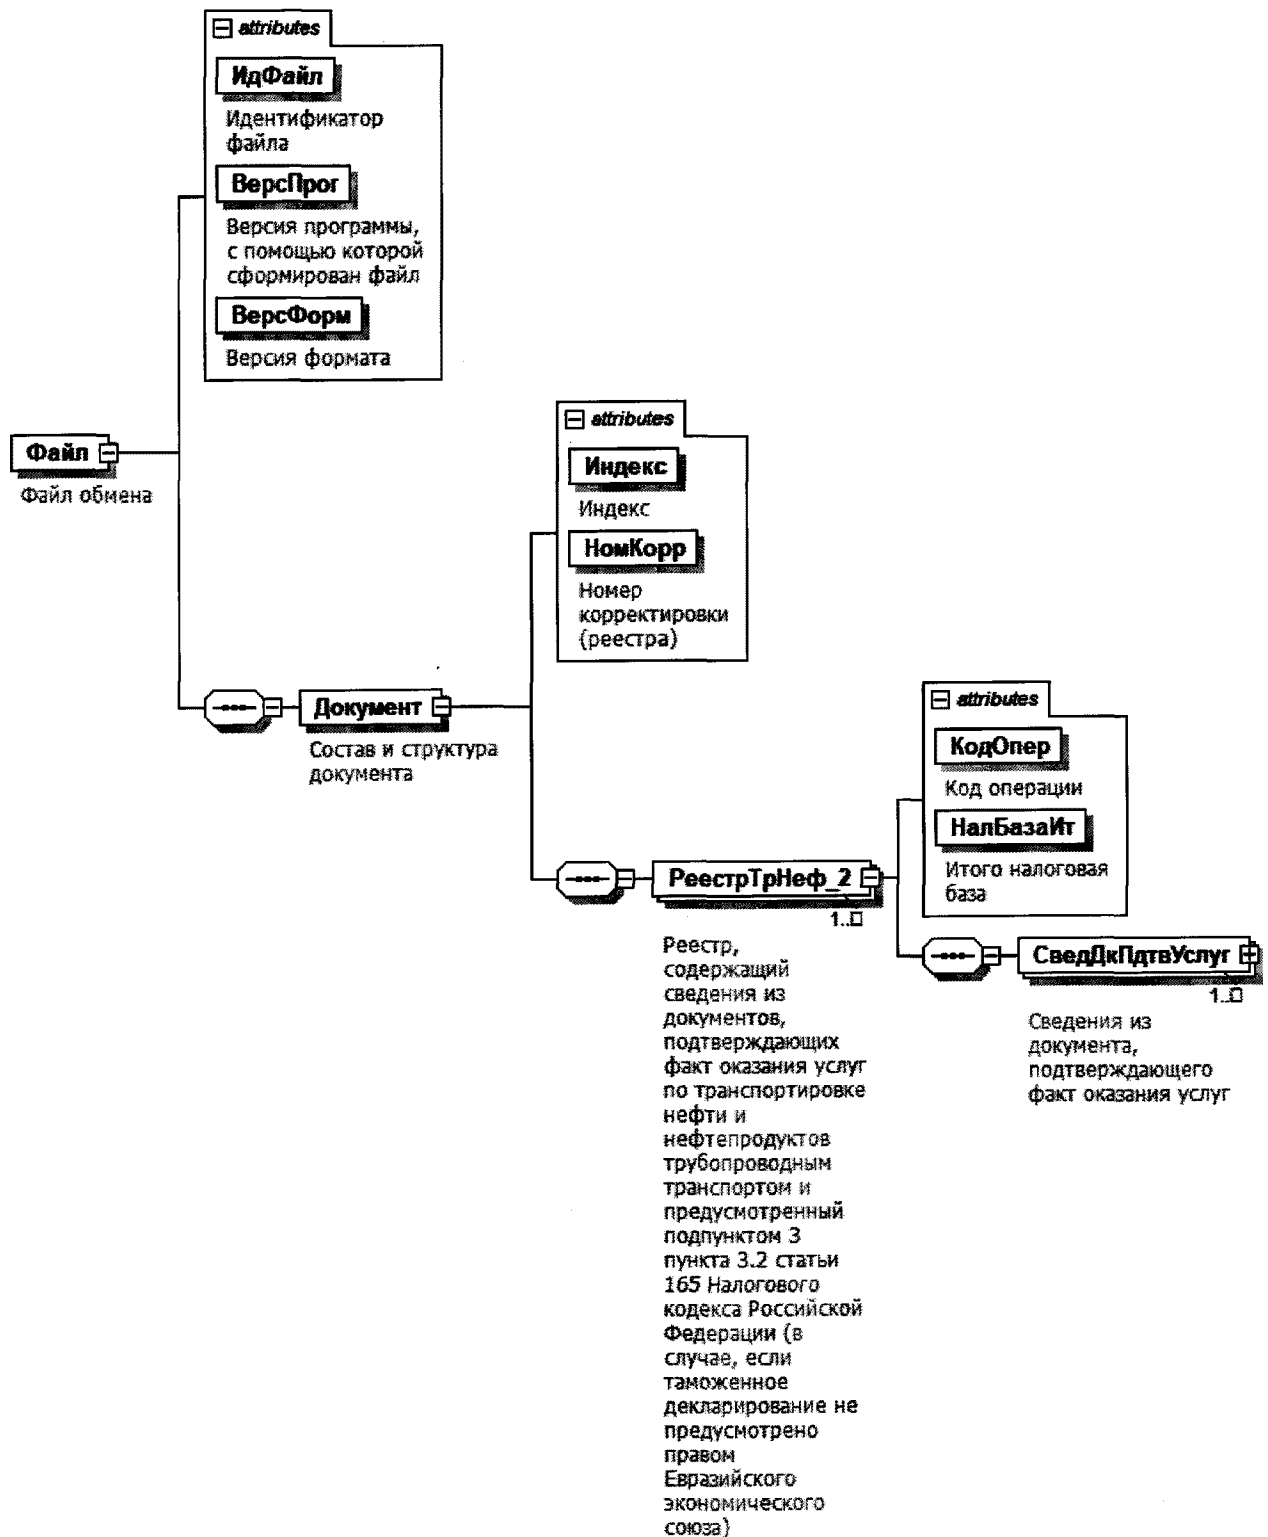 attributes
ИдФайл
Идентификатор
файла
ВерсПрог
Версия программы,
с помощью которой
сформирован файл
ВерсФорм
Версия формата
Файл
Файл обмена
attributes
Индекс
Индекс
НомКорр
Номер
корректировки
(реестра)
Документ
Состав и структура
документа
attributes
КодОпер
Код операции
НалБазаИт
Итого налоговая
база
РеестрТрНеф_2
1..□
Реестр,
содержащий
сведения из
документов,
подтверждающих
факт оказания услуг
по транспортировке
нефти и
нефтепродуктов
трубопроводным
транспортом и
предусмотренный
подпунктом 3
пункта 3.2 статьи
165 Налогового
кодекса Российской
Федерации (в
случае, если
таможенное
декларирование не
предусмотрено
правом
Евразийского
экономического
союза)
СведДкПдтвУслуг
1..□
Сведения из
документа,
подтверждающего
факт оказания услуг